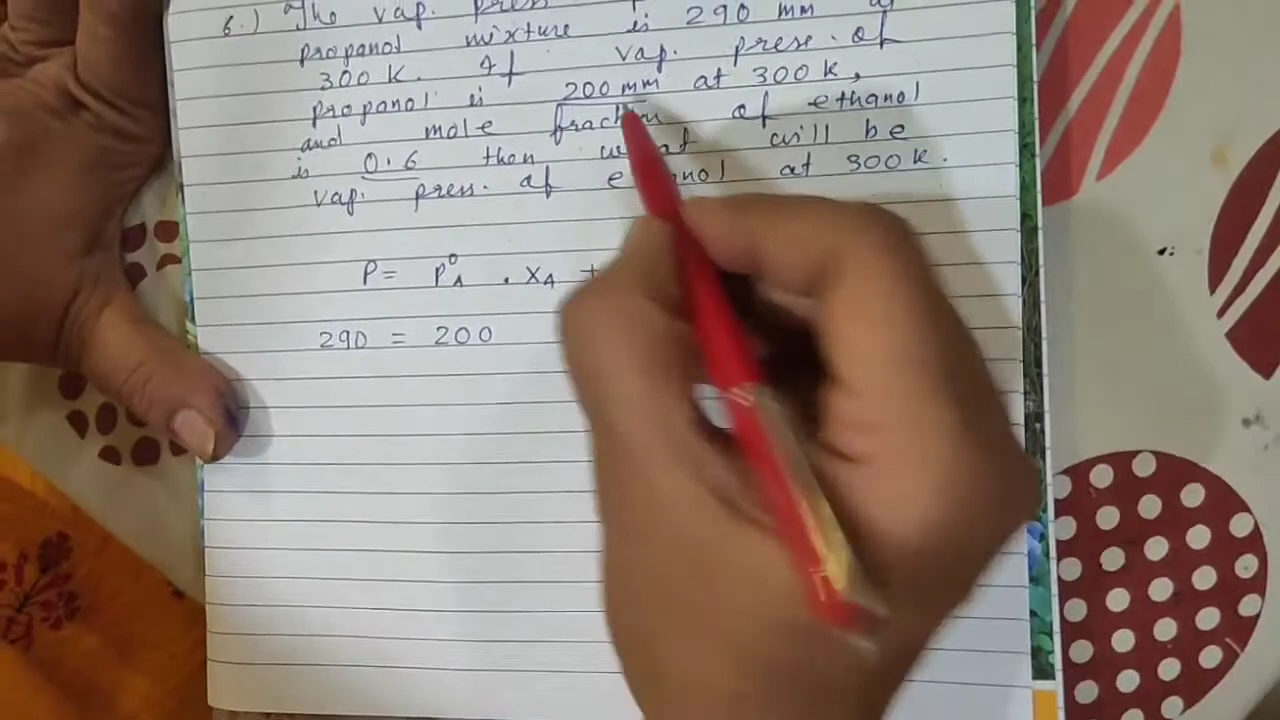 6.) The vap. press
propanol mixture is 290 mm at
300 K. If vap. press. of
propanol is 200 mm at 300 K,
and mole fraction of ethanol
is 0.6 then what will be
vap. press. of ethanol at 300 K.
P = P°A . XA +
290 = 200